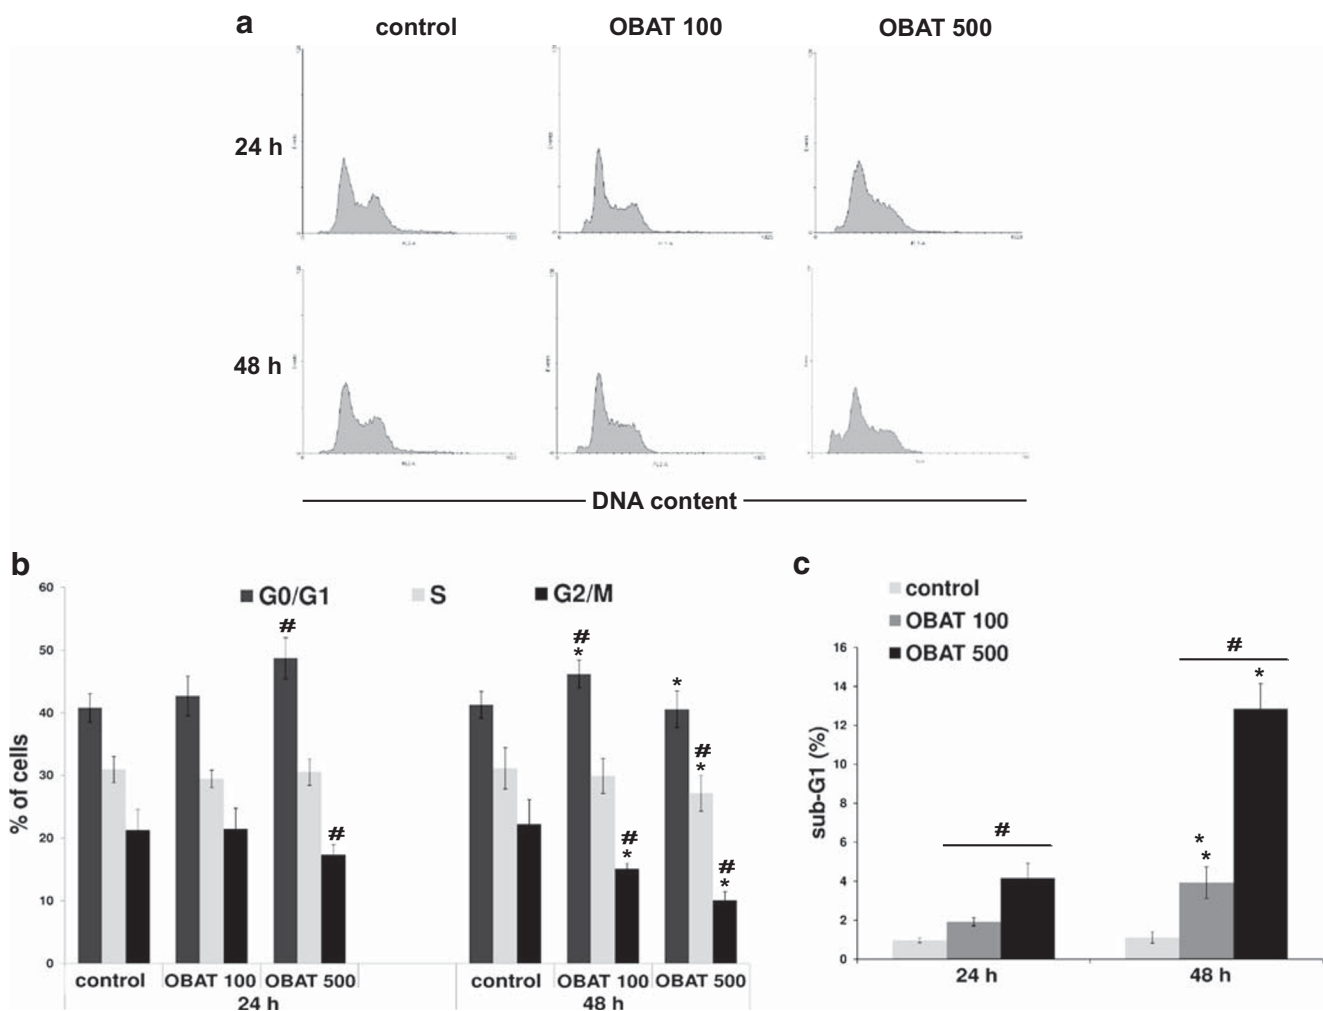 a
control OBAT 100 OBAT 500
24 h
48 h
DNA content
b
60
50
40
30
20
10
0
% of cells
G0/G1 S G2/M
#
#
#
*
#
*
*
#
*
#
*
control OBAT 100 OBAT 500 control OBAT 100 OBAT 500
24 h 48 h
c
control
OBAT 100
OBAT 500
16
14
12
10
8
6
4
2
0
sub-G1 (%)
#
*
*
#
*
24 h 48 h